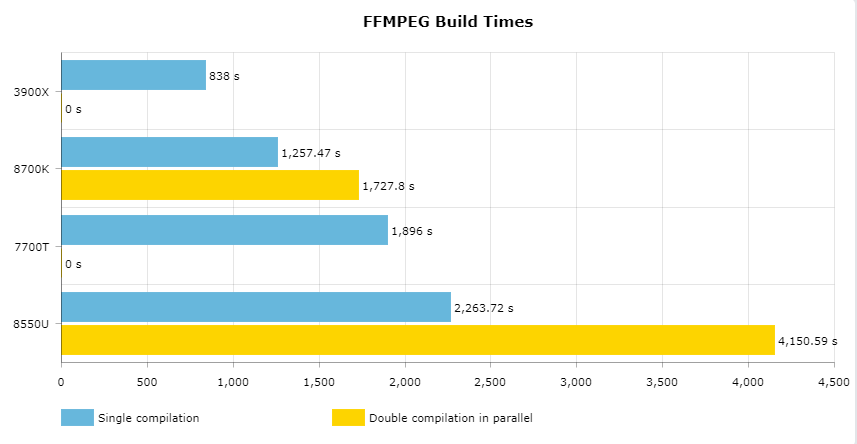 FFMPEG Build Times
3900X
838 s
0 s
8700K
1,257.47 s
1,727.8 s
7700T
1,896 s
0 s
8550U
2,263.72 s
4,150.59 s
0 500 1,000 1,500 2,000 2,500 3,000 3,500 4,000 4,500
Single compilation Double compilation in parallel